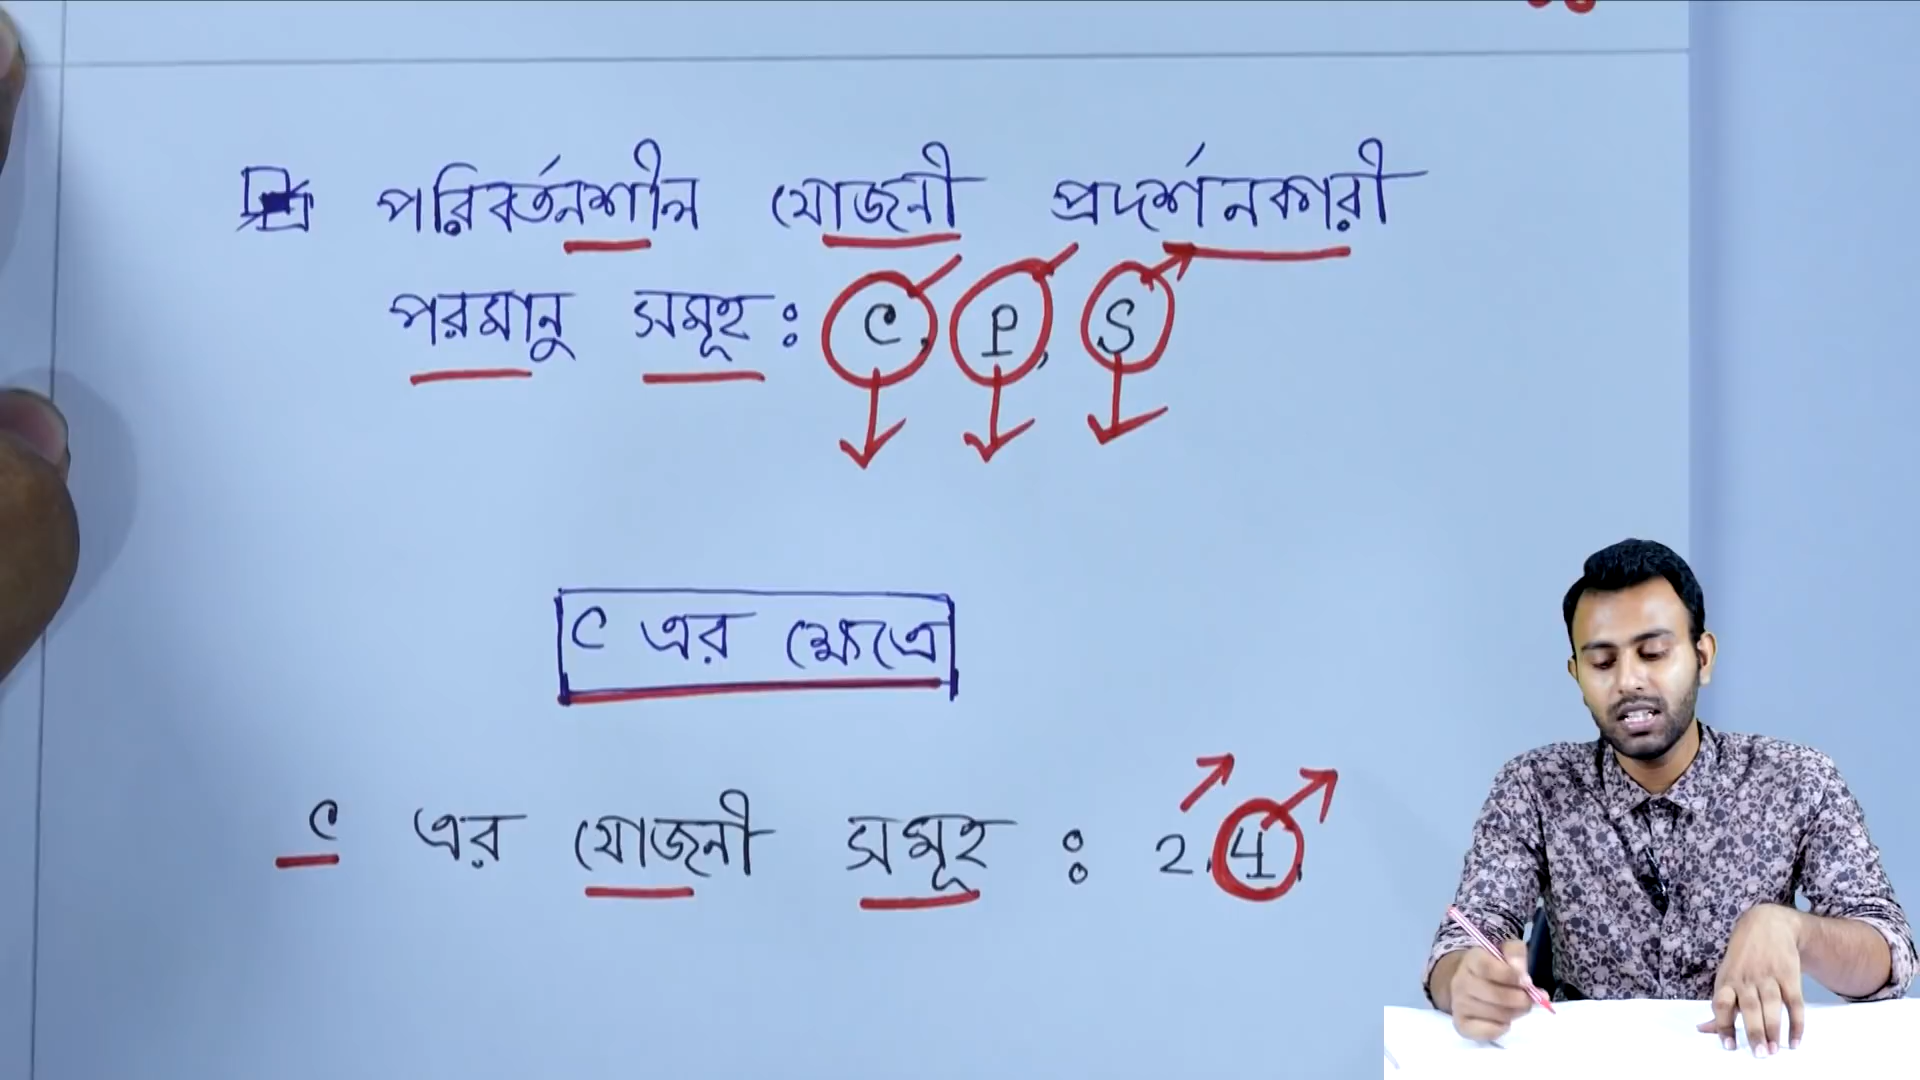 পরিবর্তনশীল যোজনী প্রদর্শনকারী
পরমানু সমূহ : C, P, S
C এর ক্ষেত্রে
C এর যোজনী সমূহ : 2, 4,